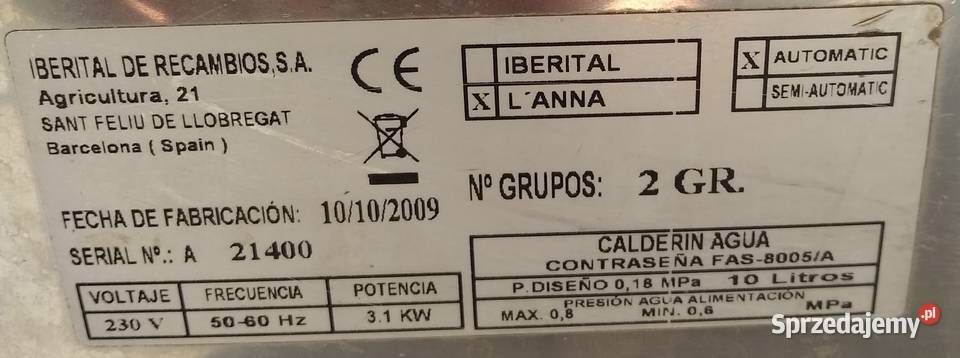 IBERITAL DE RECAMBIOS, S.A.
Agricultura, 21
SANT FELIU DE LLOBREGAT
Barcelona ( Spain )
CE
IBERITAL
X L´ANNA
X AUTOMATIC
SEMI-AUTOMATIC
Nº GRUPOS: 2 GR.
FECHA DE FABRICACIÓN: 10/10/2009
SERIAL Nº.: A 21400
VOLTAJE FRECUENCIA POTENCIA
230 V 50-60 Hz 3.1 KW
CALDERIN AGUA
CONTRASEÑA FAS-8005/A
P. DISEÑO 0,18 MPa 10 Litros
PRESIÓN AGUA ALIMENTACIÓN
MAX. 0,8 MIN. 0,6 MPa
Sprzedajemy.pl